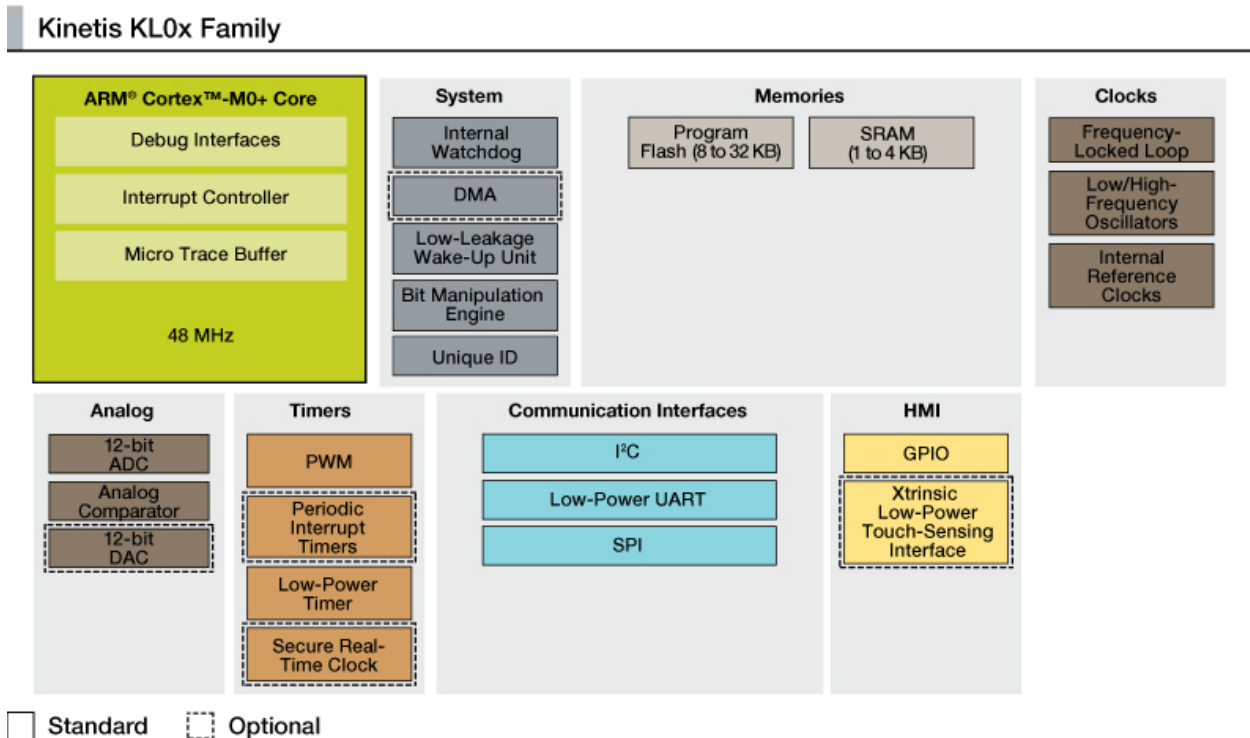 Kinetis KL0x Family
ARM® Cortex™-M0+ Core
Debug Interfaces
Interrupt Controller
Micro Trace Buffer
48 MHz
System
Internal
Watchdog
DMA
Low-Leakage
Wake-Up Unit
Bit Manipulation
Engine
Unique ID
Memories
Program
Flash (8 to 32 KB)
SRAM
(1 to 4 KB)
Clocks
Frequency-
Locked Loop
Low/High-
Frequency
Oscillators
Internal
Reference
Clocks
Analog
12-bit
ADC
Analog
Comparator
12-bit
DAC
Timers
PWM
Periodic
Interrupt
Timers
Low-Power
Timer
Secure Real-
Time Clock
Communication Interfaces
I²C
Low-Power UART
SPI
HMI
GPIO
Xtrinsic
Low-Power
Touch-Sensing
Interface
Standard
Optional